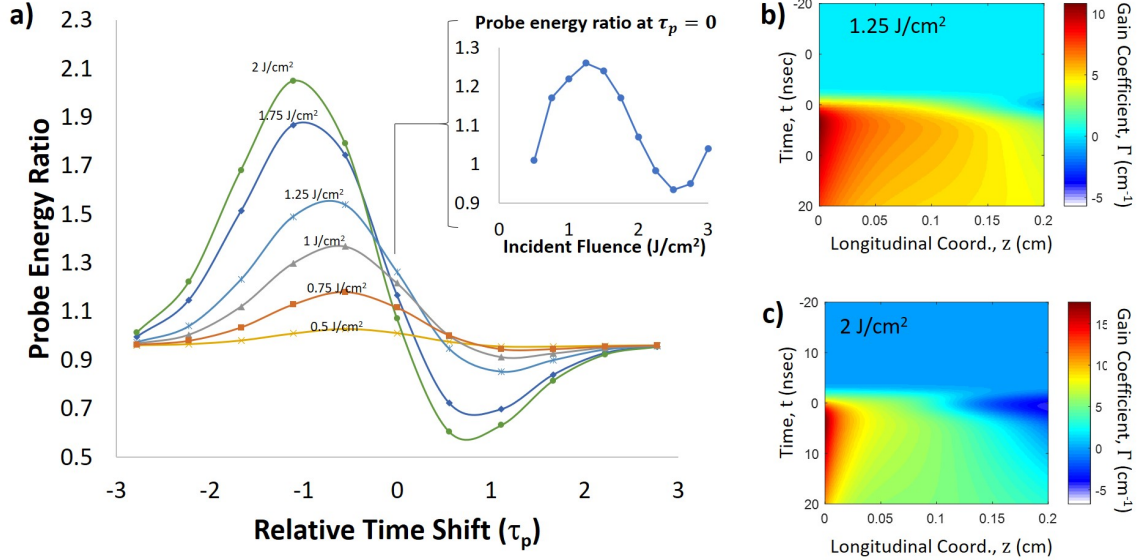 a)
Probe Energy Ratio
2.3
2.1
1.9
1.7
1.5
1.3
1.1
0.9
0.7
0.5
2 J/cm²
1.75 J/cm²
1.25 J/cm²
1 J/cm²
0.75 J/cm²
0.5 J/cm²
-3 -2 -1 0 1 2 3
Relative Time Shift (τp)
Probe energy ratio at τp = 0
1.3
1.2
1.1
1
0.9
0 1 2 3
Incident Fluence (J/cm²)
b)
1.25 J/cm²
Time, t (nsec)
-20
0
0
0
20
0 0.05 0.1 0.15 0.2
Longitudinal Coord., z (cm)
10
5
0
-5
Gain Coefficient, Γ (cm⁻¹)
c)
2 J/cm²
Time, t (nsec)
-20
10
0
10
20
0 0.05 0.1 0.15 0.2
Longitudinal Coord., z (cm)
15
10
5
0
-5
Gain Coefficient, Γ (cm⁻¹)